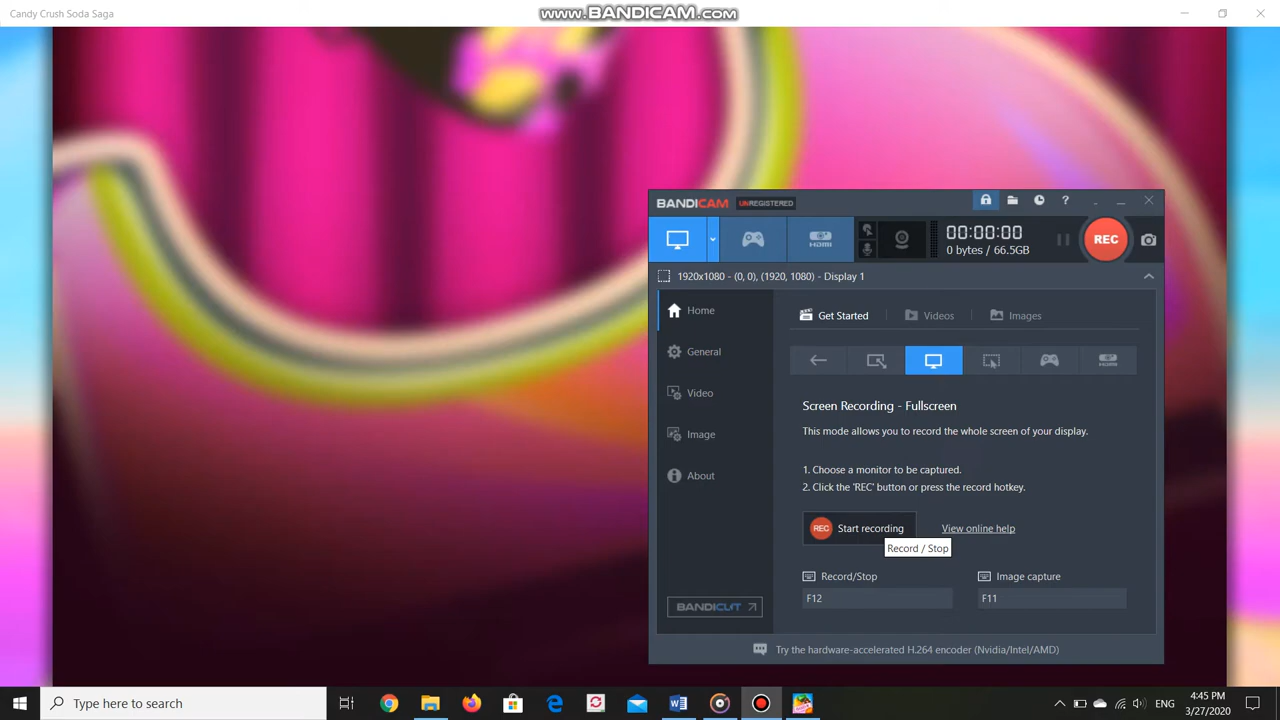 Candy Crush Soda Saga
www.BANDICAM.com
BANDICAM UNREGISTERED
HDMI
00:00:00
0 bytes / 66.5GB
REC
1920x1080 - (0, 0), (1920, 1080) - Display 1
Home
General
Video
Image
About
BANDICUT
Get Started
Videos
Images
HDMI
Screen Recording - Fullscreen
This mode allows you to record the whole screen of your display.
1. Choose a monitor to be captured.
2. Click the 'REC' button or press the record hotkey.
REC Start recording
View online help
Record / Stop
Record/Stop
Image capture
F12
F11
Try the hardware-accelerated H.264 encoder (Nvidia/Intel/AMD)
Type here to search
ENG
4:45 PM
3/27/2020